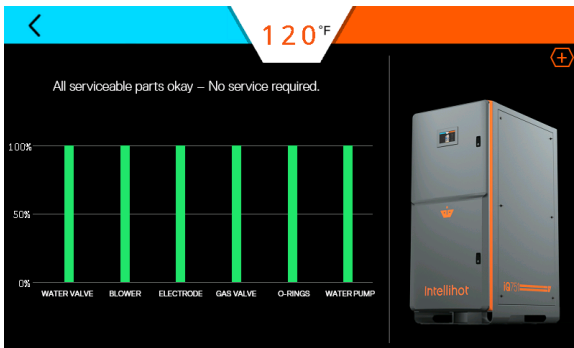 120°F
All serviceable parts okay – No service required.
100%
50%
0%
WATER VALVE BLOWER ELECTRODE GAS VALVE O-RINGS WATER PUMP
intellihot iQ751